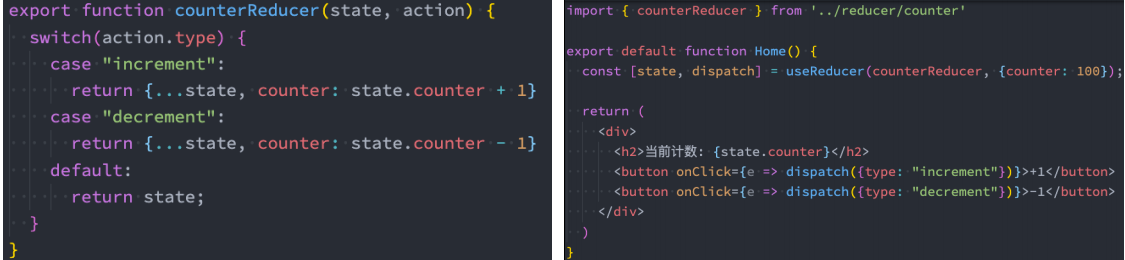 export function counterReducer(state, action) {
  switch(action.type) {
    case "increment":
      return {...state, counter: state.counter + 1}
    case "decrement":
      return {...state, counter: state.counter - 1}
    default:
      return state;
  }
}
import { counterReducer } from '../reducer/counter'

export default function Home() {
  const [state, dispatch] = useReducer(counterReducer, {counter: 100});

  return (
    <div>
      <h2>当前计数: {state.counter}</h2>
      <button onClick={e => dispatch({type: "increment"})}>+1</button>
      <button onClick={e => dispatch({type: "decrement"})}>-1</button>
    </div>
  )
}